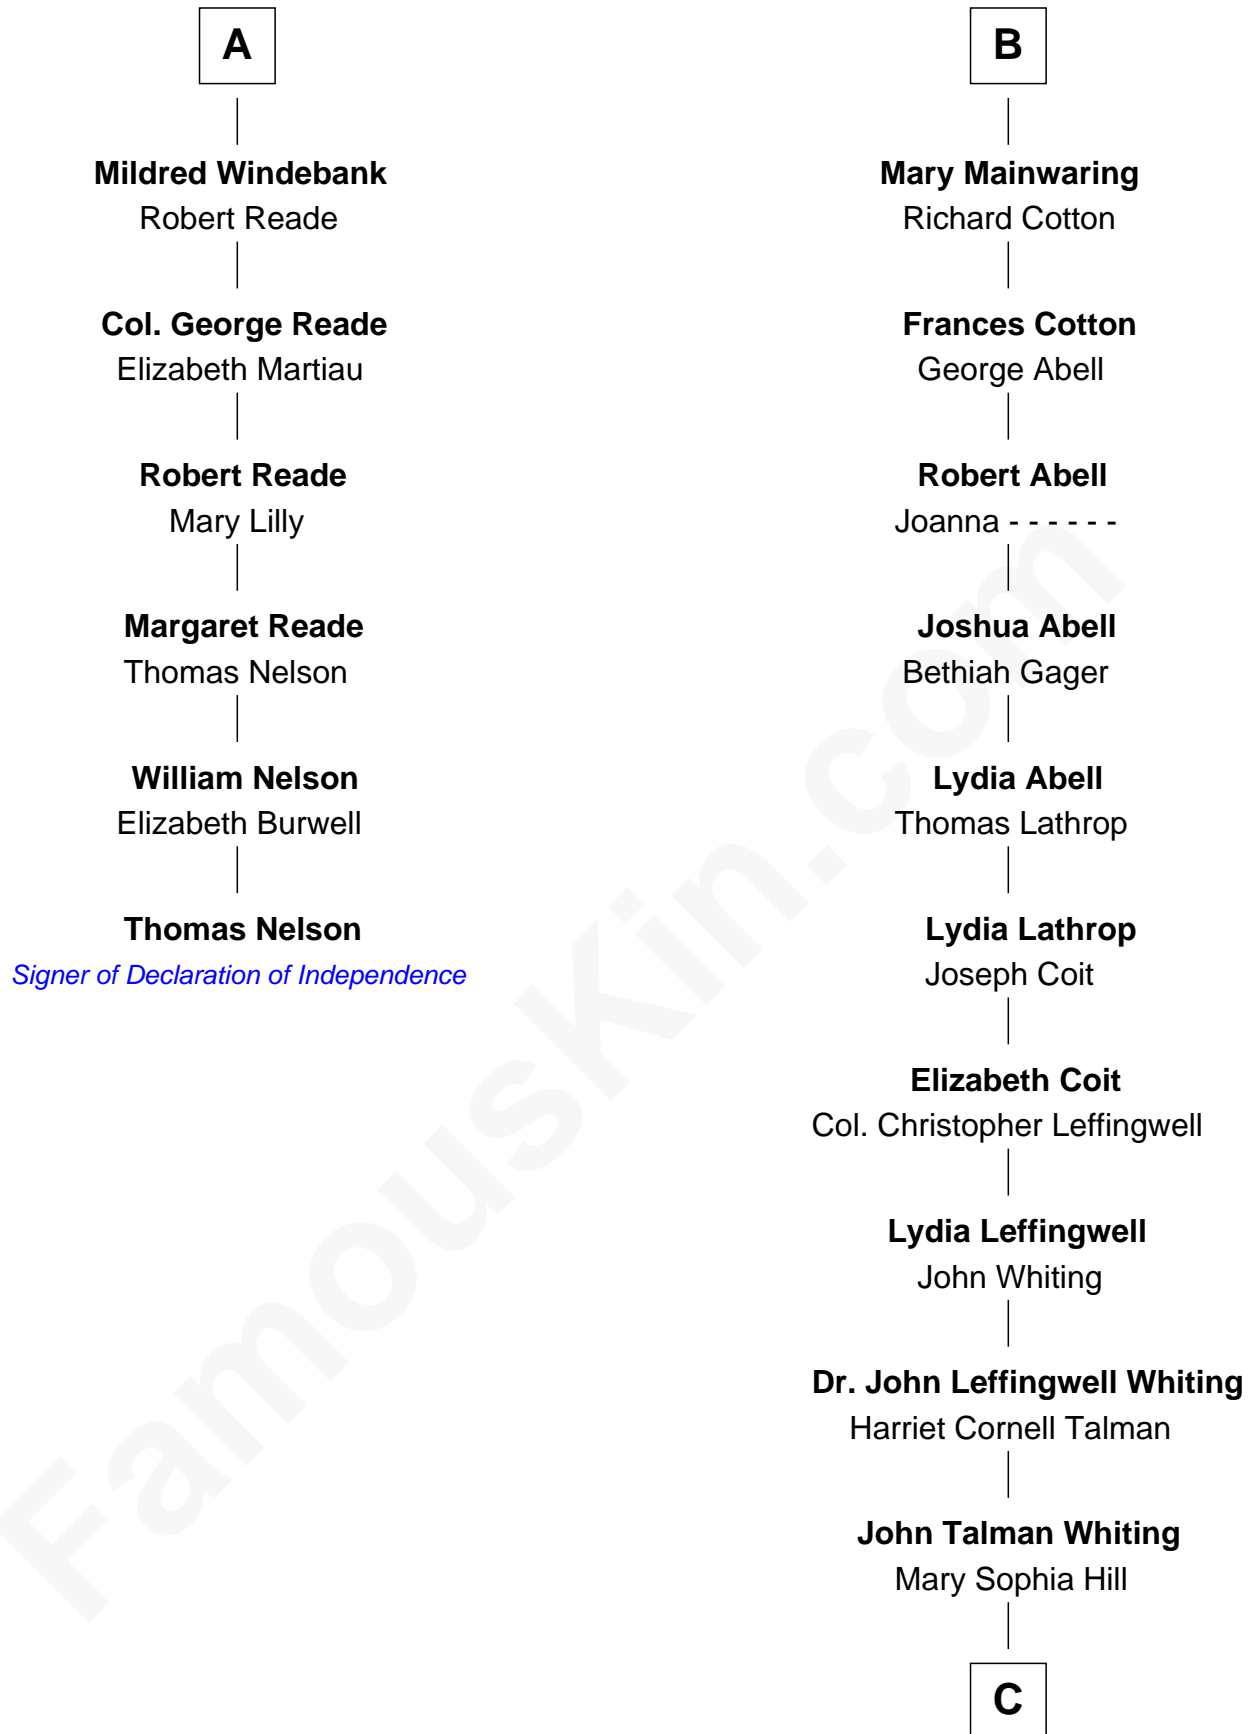 A
Mildred Windebank
Robert Reade
Col. George Reade
Elizabeth Martiau
Robert Reade
Mary Lilly
Margaret Reade
Thomas Nelson
William Nelson
Elizabeth Burwell
Thomas Nelson
Signer of Declaration of Independence
B
Mary Mainwaring
Richard Cotton
Frances Cotton
George Abell
Robert Abell
Joanna - - - - - -
Joshua Abell
Bethiah Gager
Lydia Abell
Thomas Lathrop
Lydia Lathrop
Joseph Coit
Elizabeth Coit
Col. Christopher Leffingwell
Lydia Leffingwell
John Whiting
Dr. John Leffingwell Whiting
Harriet Cornell Talman
John Talman Whiting
Mary Sophia Hill
C
FamousKin.com